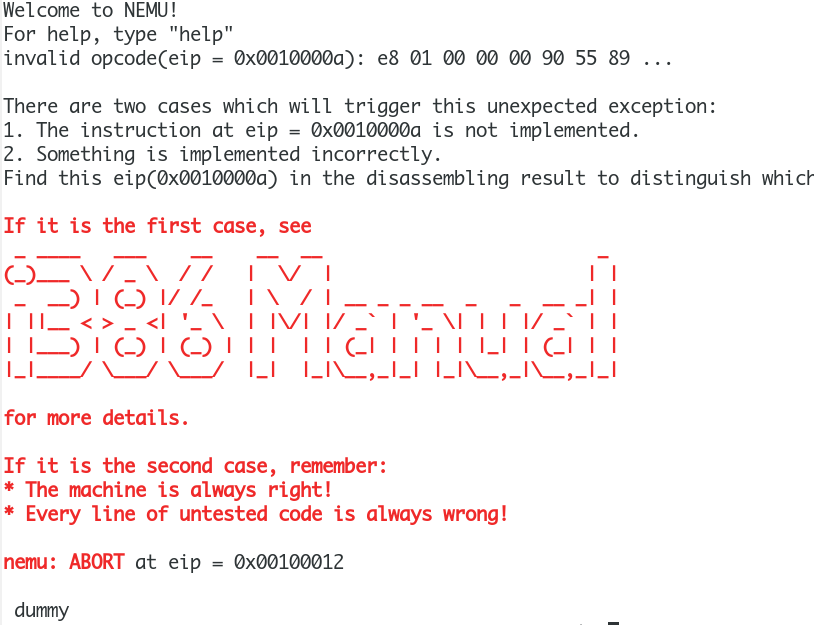 Welcome to NEMU!
For help, type "help"
invalid opcode(eip = 0x0010000a): e8 01 00 00 00 90 55 89 ...
There are two cases which will trigger this unexpected exception:
1. The instruction at eip = 0x0010000a is not implemented.
2. Something is implemented incorrectly.
Find this eip(0x0010000a) in the disassembling result to distinguish which
If it is the first case, see
i386 Manual
for more details.
If it is the second case, remember:
* The machine is always right!
* Every line of untested code is always wrong!
nemu: ABORT at eip = 0x00100012
dummy